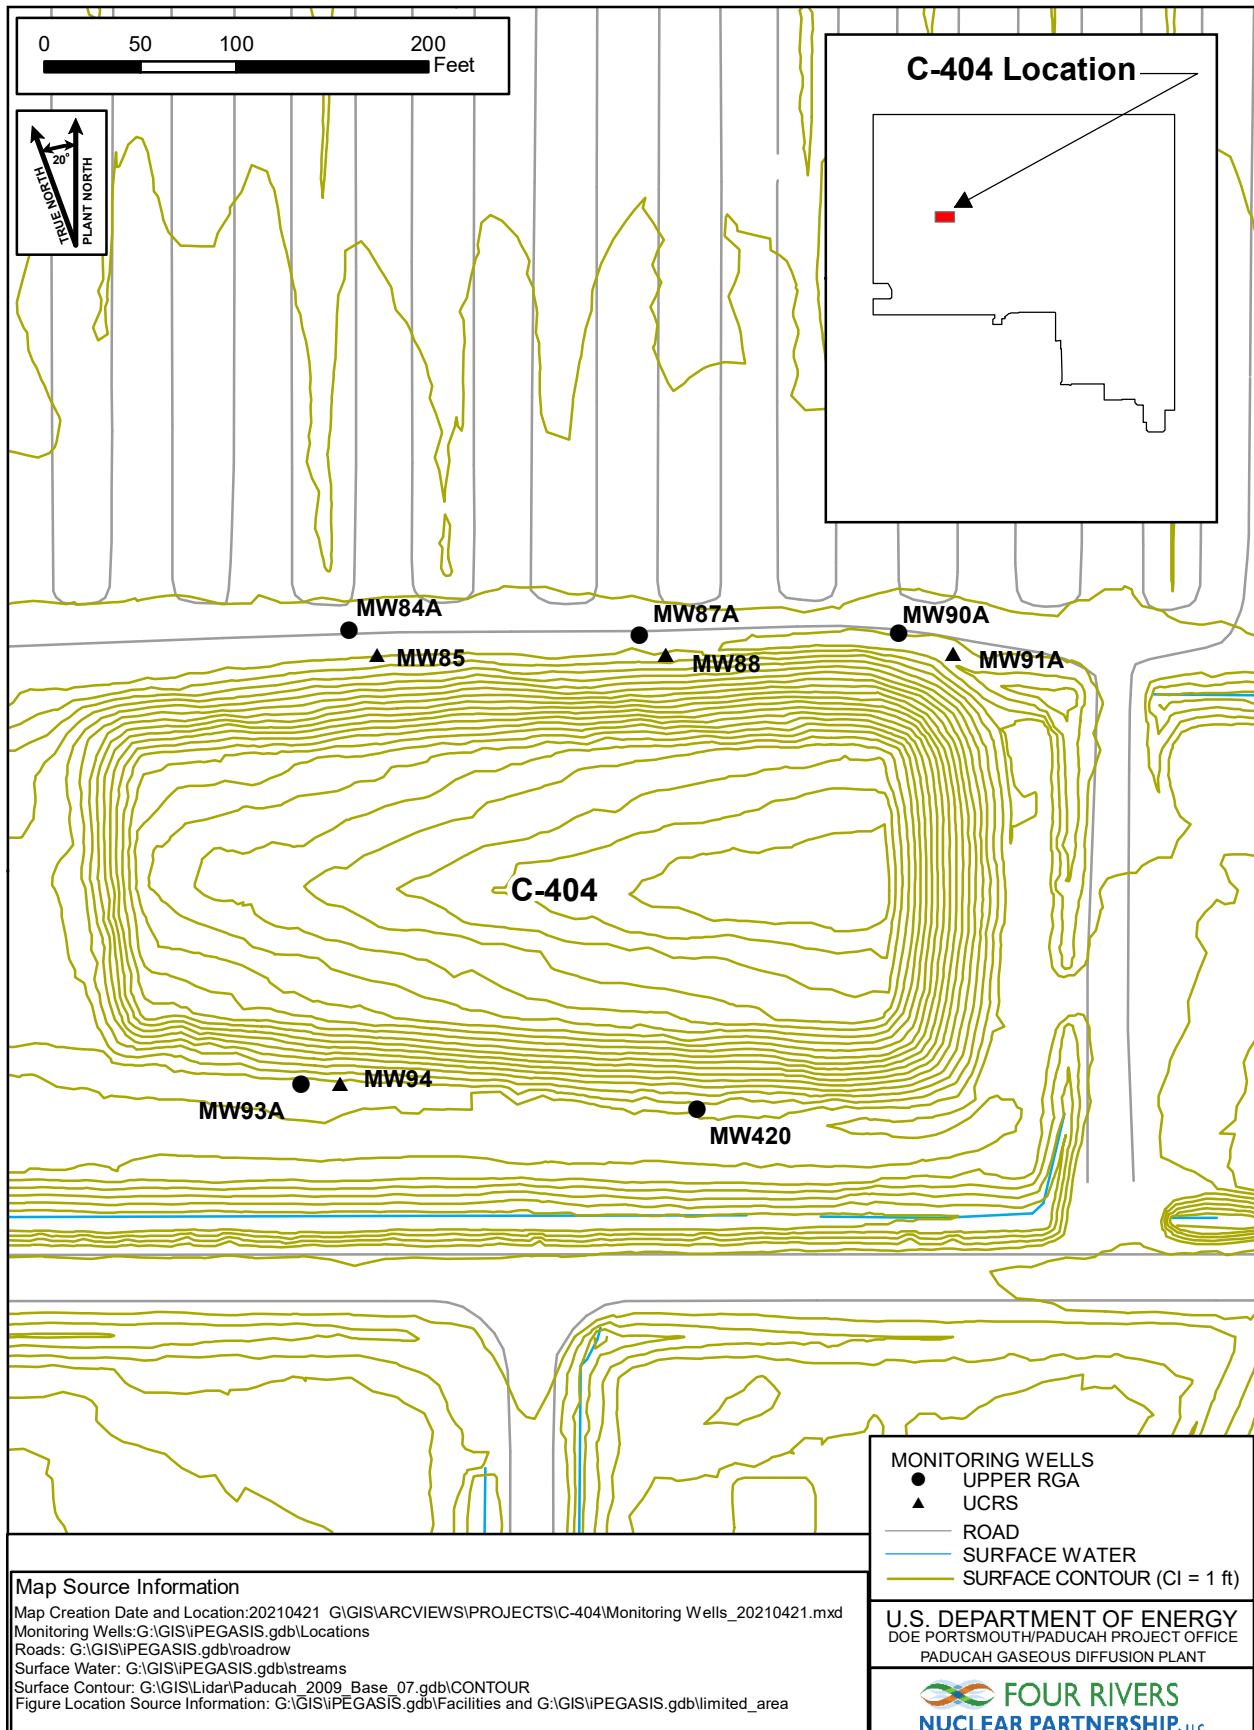 0 50 100 200
Feet
20°
TRUE NORTH
PLANT NORTH
C-404 Location
MW84A
MW87A
MW90A
MW85
MW88
MW91A
C-404
MW94
MW93A
MW420
MONITORING WELLS
UPPER RGA
UCRS
ROAD
SURFACE WATER
SURFACE CONTOUR (CI = 1 ft)
Map Source Information
Map Creation Date and Location:20210421 G\GIS\ARCVIEWS\PROJECTS\C-404\Monitoring Wells_20210421.mxd
Monitoring Wells:G:\GIS\iPEGASIS.gdb\Locations
Roads: G:\GIS\iPEGASIS.gdb\roadrow
Surface Water: G:\GIS\iPEGASIS.gdb\streams
Surface Contour: G:\GIS\Lidar\Paducah_2009_Base_07.gdb\CONTOUR
Figure Location Source Information: G:\GIS\iPEGASIS.gdb\Facilities and G:\GIS\iPEGASIS.gdb\limited_area
U.S. DEPARTMENT OF ENERGY
DOE PORTSMOUTH/PADUCAH PROJECT OFFICE
PADUCAH GASEOUS DIFFUSION PLANT
FOUR RIVERS
NUCLEAR PARTNERSHIP, LLC